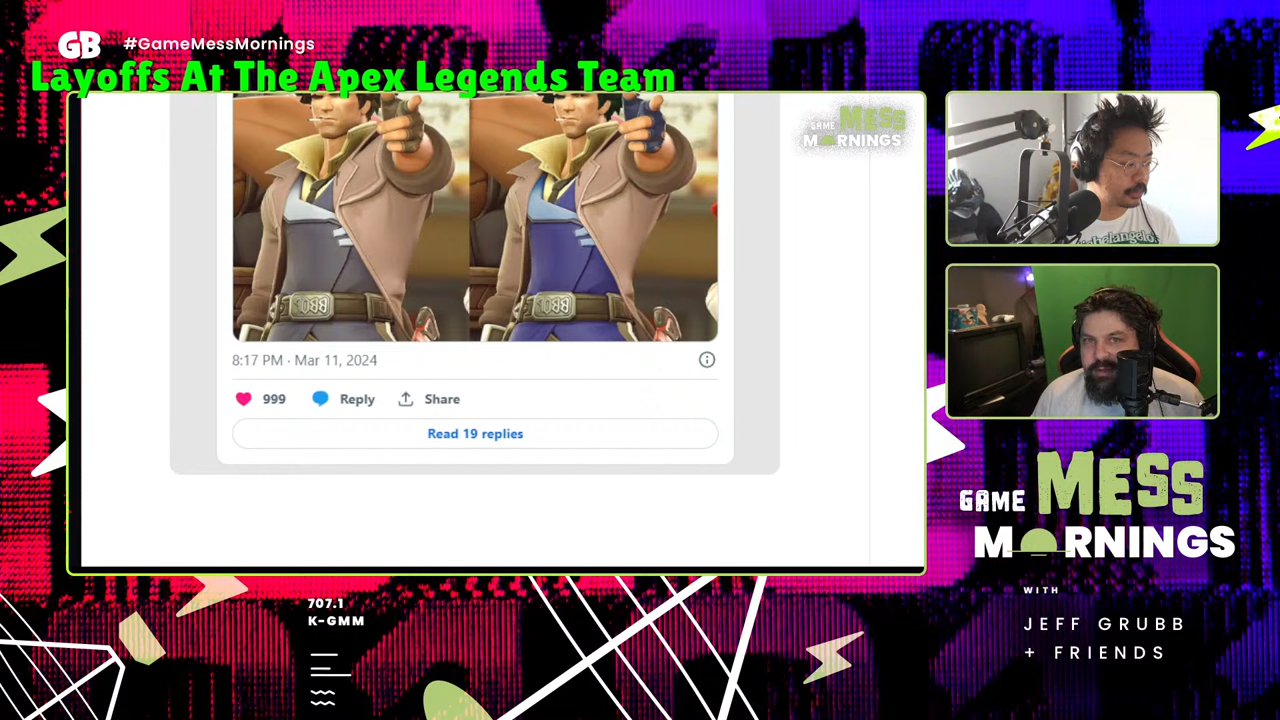 GB #GameMessMornings
Layoffs At The Apex Legends Team
GAME MESS
MORNINGS
8:17 PM · Mar 11, 2024
999 Reply Share
Read 19 replies
GAME MESS
MORNINGS
WITH
JEFF GRUBB
+ FRIENDS
707.1
K-GMM